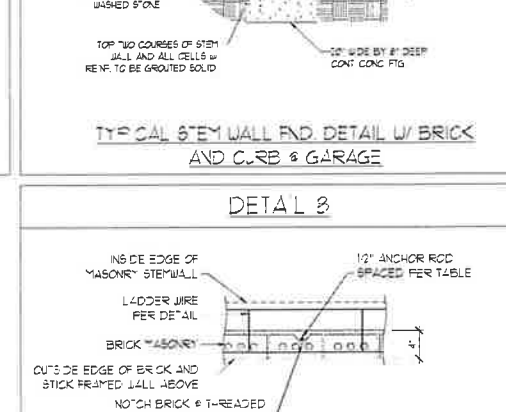 WASHED STONE
TOP TWO COURSES OF STEM
WALL AND ALL CELLS W/
REINF. TO BE GROUTED SOLID
WIDE BY 8" DEEP
CONT CONC FTG
TYPICAL STEM WALL FND. DETAIL W/ BRICK
AND CURB @ GARAGE
DETAIL 3
INSIDE EDGE OF
MASONRY STEMWALL
1/2" ANCHOR ROD
SPACED PER TABLE
LADDER WIRE
PER DETAIL
BRICK MASONRY
4"
OUTSIDE EDGE OF BRICK AND
STICK FRAMED WALL ABOVE
NOTCH BRICK @ THREADED